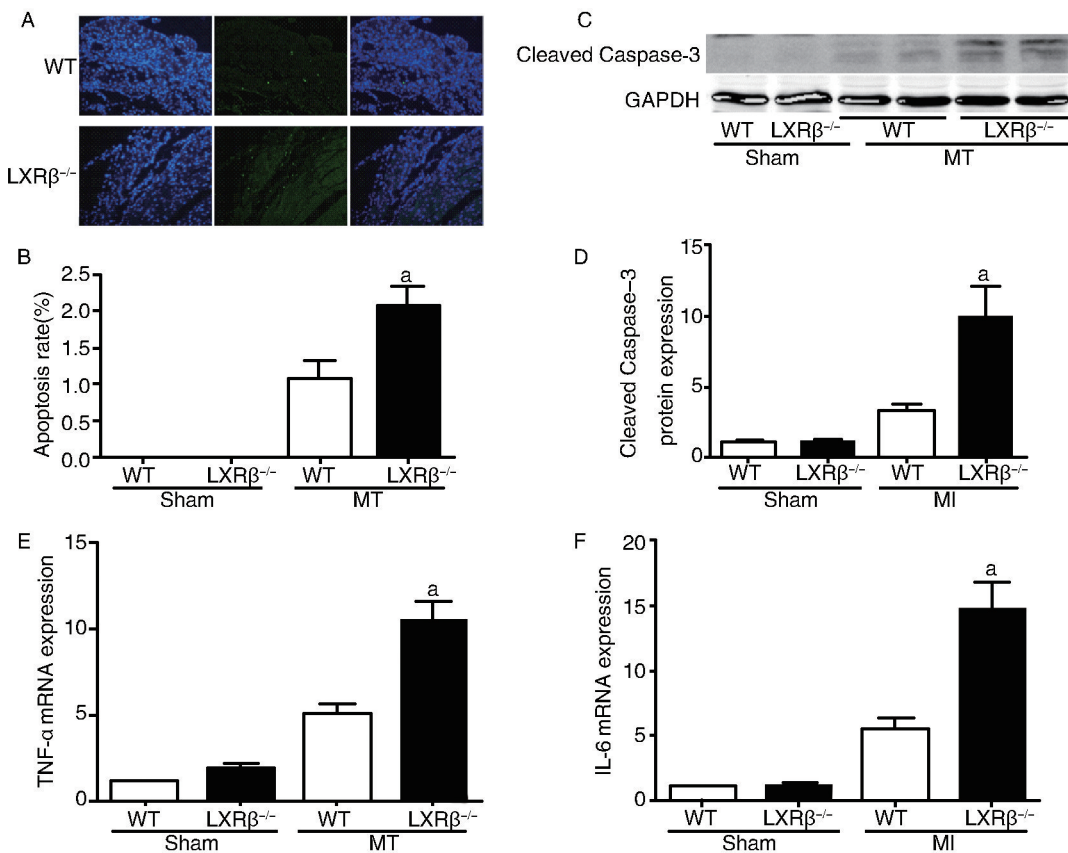 A
WT
LXRβ⁻/⁻
B
Apoptosis rate(%)
2.5
2.0
1.5
1.0
0.5
0.0
a
WT LXRβ⁻/⁻ WT LXRβ⁻/⁻
Sham MT
C
Cleaved Caspase-3
GAPDH
WT LXRβ⁻/⁻ WT LXRβ⁻/⁻
Sham MT
D
Cleaved Caspase–3
protein expression
15
10
5
0
a
WT LXRβ⁻/⁻ WT LXRβ⁻/⁻
Sham MI
E
TNF-α mRNA expression
15
10
5
0
a
WT LXRβ⁻/⁻ WT LXRβ⁻/⁻
Sham MT
F
IL-6 mRNA expression
20
15
10
5
0
a
WT LXRβ⁻/⁻ WT LXRβ⁻/⁻
Sham MI